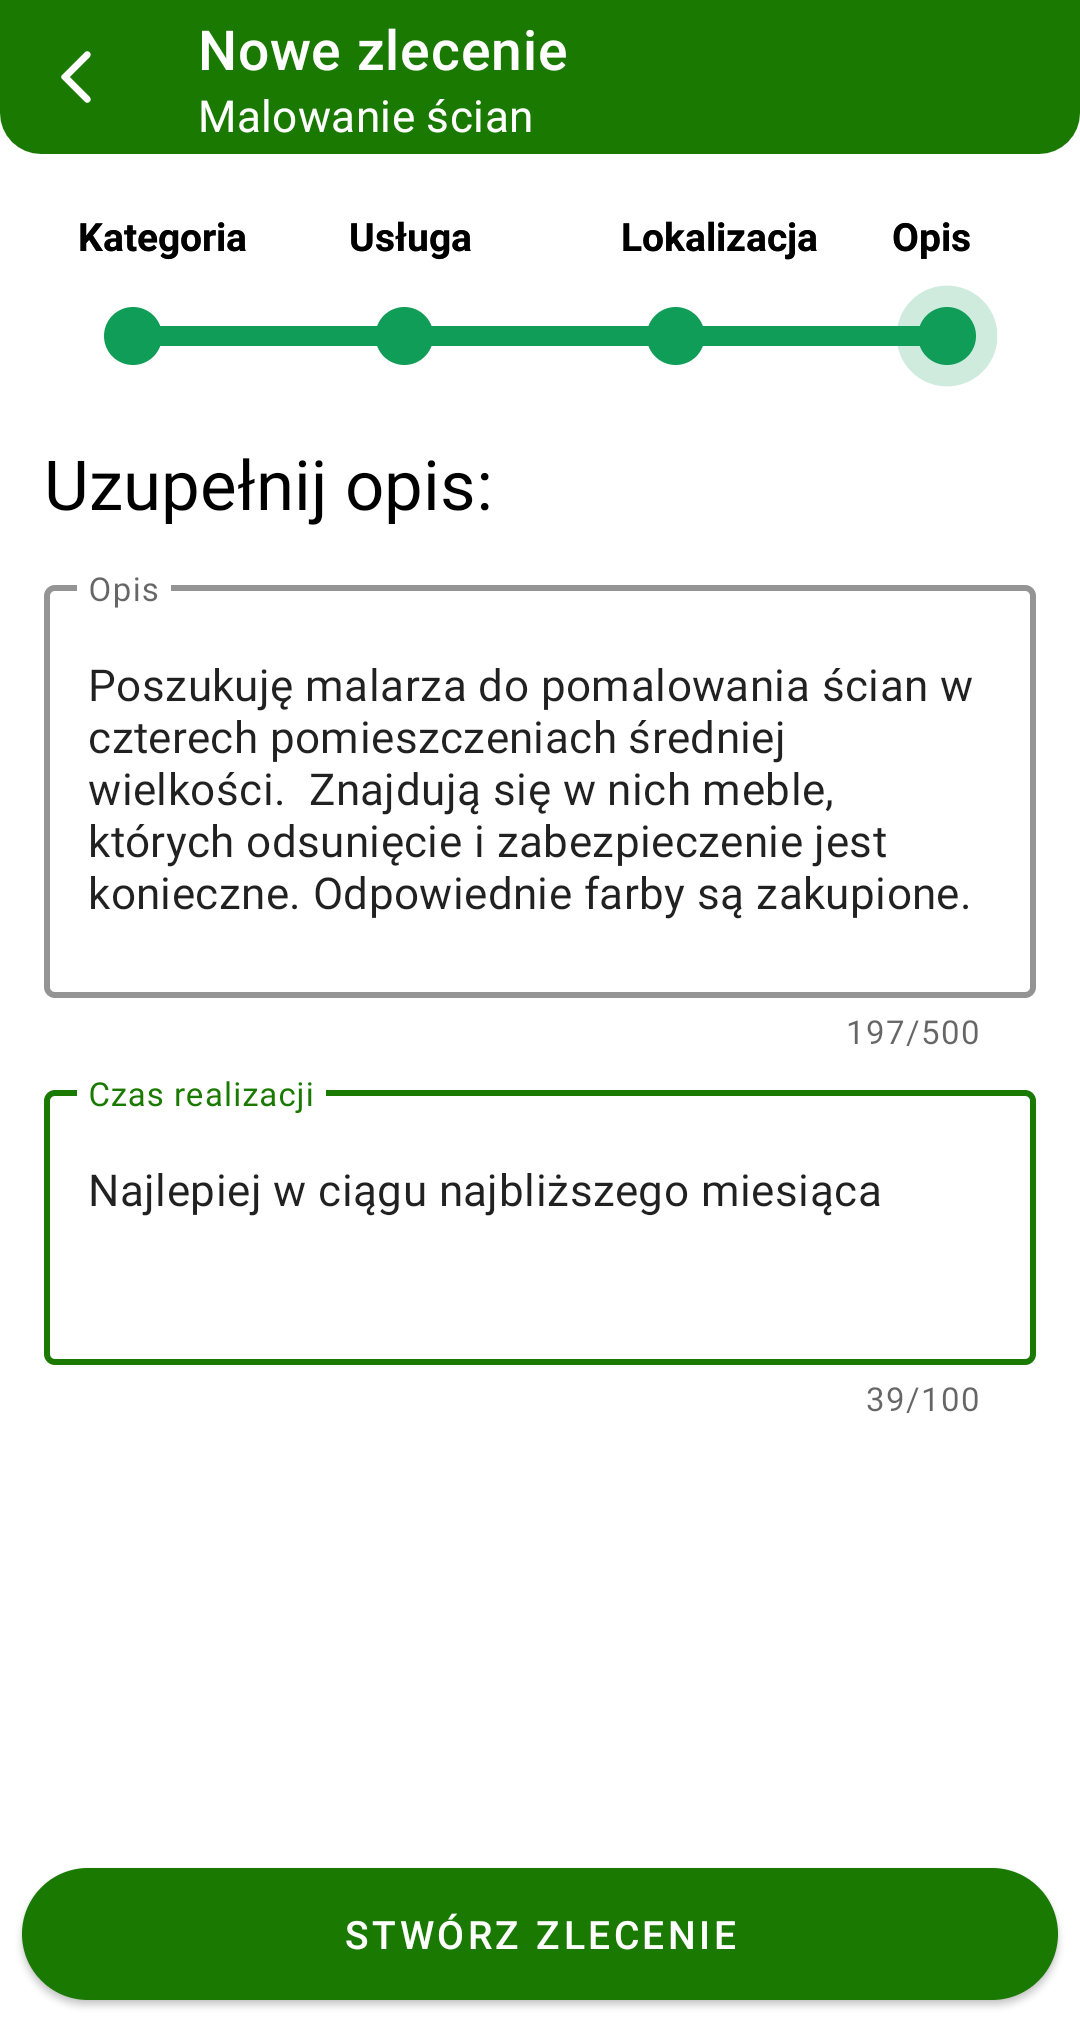 Nowe zlecenie
Malowanie ścian
Kategoria Usługa Lokalizacja Opis
Uzupełnij opis:
Opis
Poszukuję malarza do pomalowania ścian w
czterech pomieszczeniach średniej
wielkości.  Znajdują się w nich meble,
których odsunięcie i zabezpieczenie jest
konieczne. Odpowiednie farby są zakupione.
197/500
Czas realizacji
Najlepiej w ciągu najbliższego miesiąca
39/100
STWÓRZ ZLECENIE